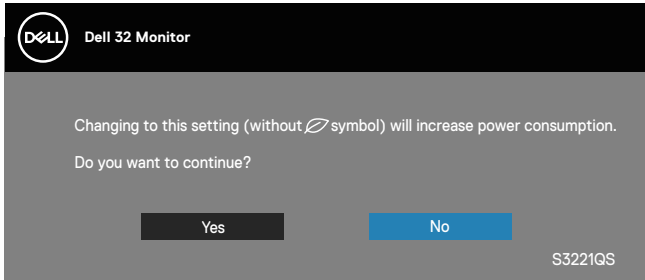 DELL
Dell 32 Monitor
Changing to this setting (without symbol) will increase power consumption.
Do you want to continue?
Yes
No
S3221QS